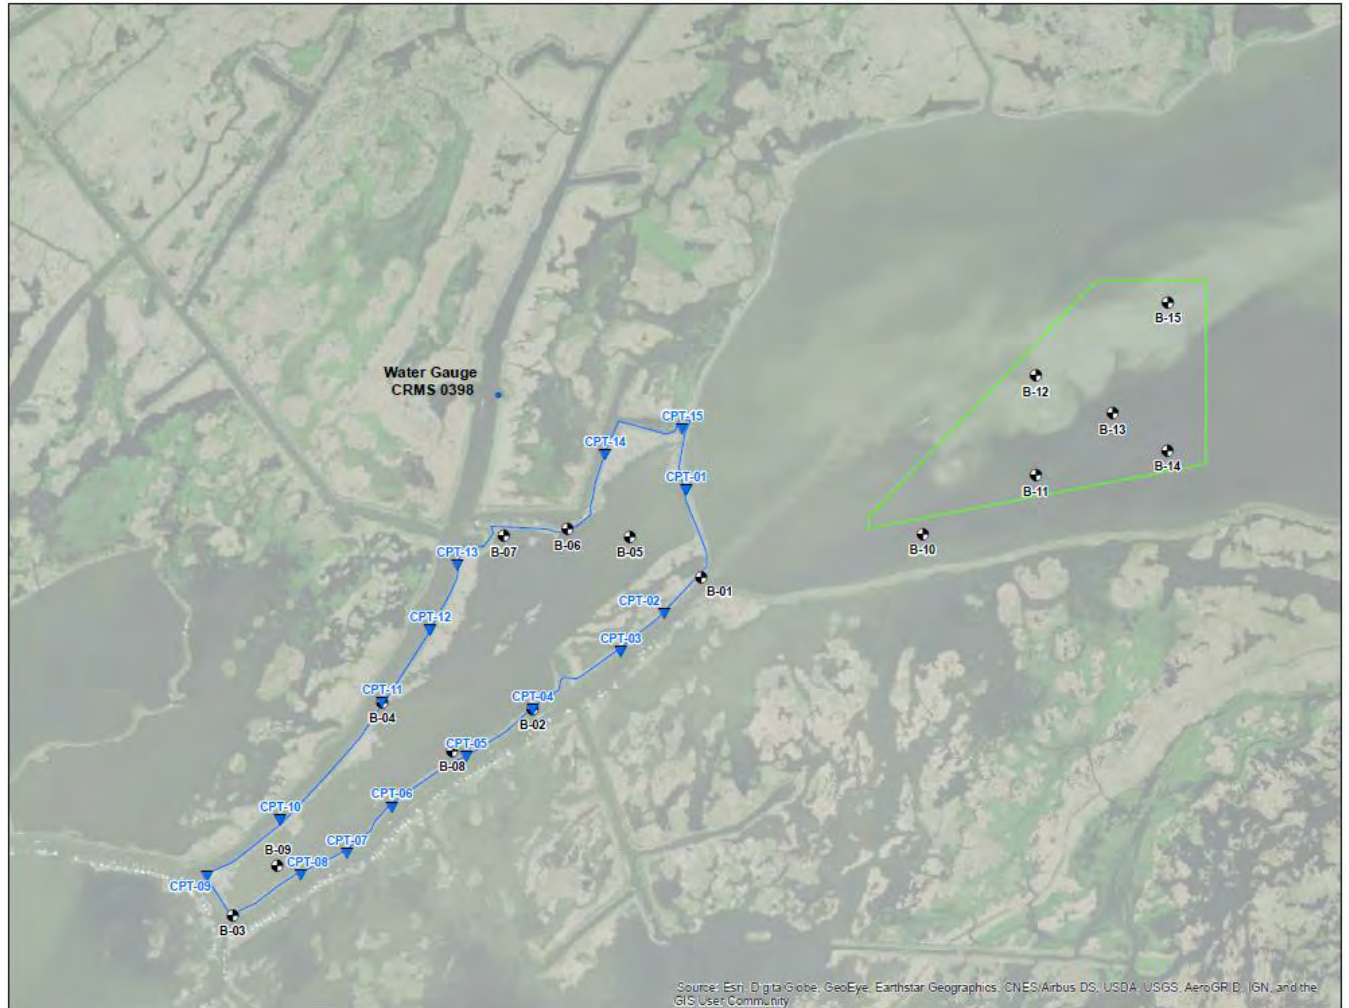 B-15
Water Gauge
CRMS 0398
B-12
B-13
CPT-15
CPT-14
B-14
CPT-01
B-11
B-07
B-06
B-05
B-10
CPT-13
B-01
CPT-02
CPT-12
CPT-03
CPT-11
B-04
CPT-04
B-02
CPT-05
B-08
CPT-06
CPT-10
CPT-07
B-09
CPT-08
CPT-09
B-03
Source: Esri, DigitalGlobe, GeoEye, Earthstar Geographics, CNES/Airbus DS, USDA, USGS, AeroGRID, IGN, and the
GIS User Community